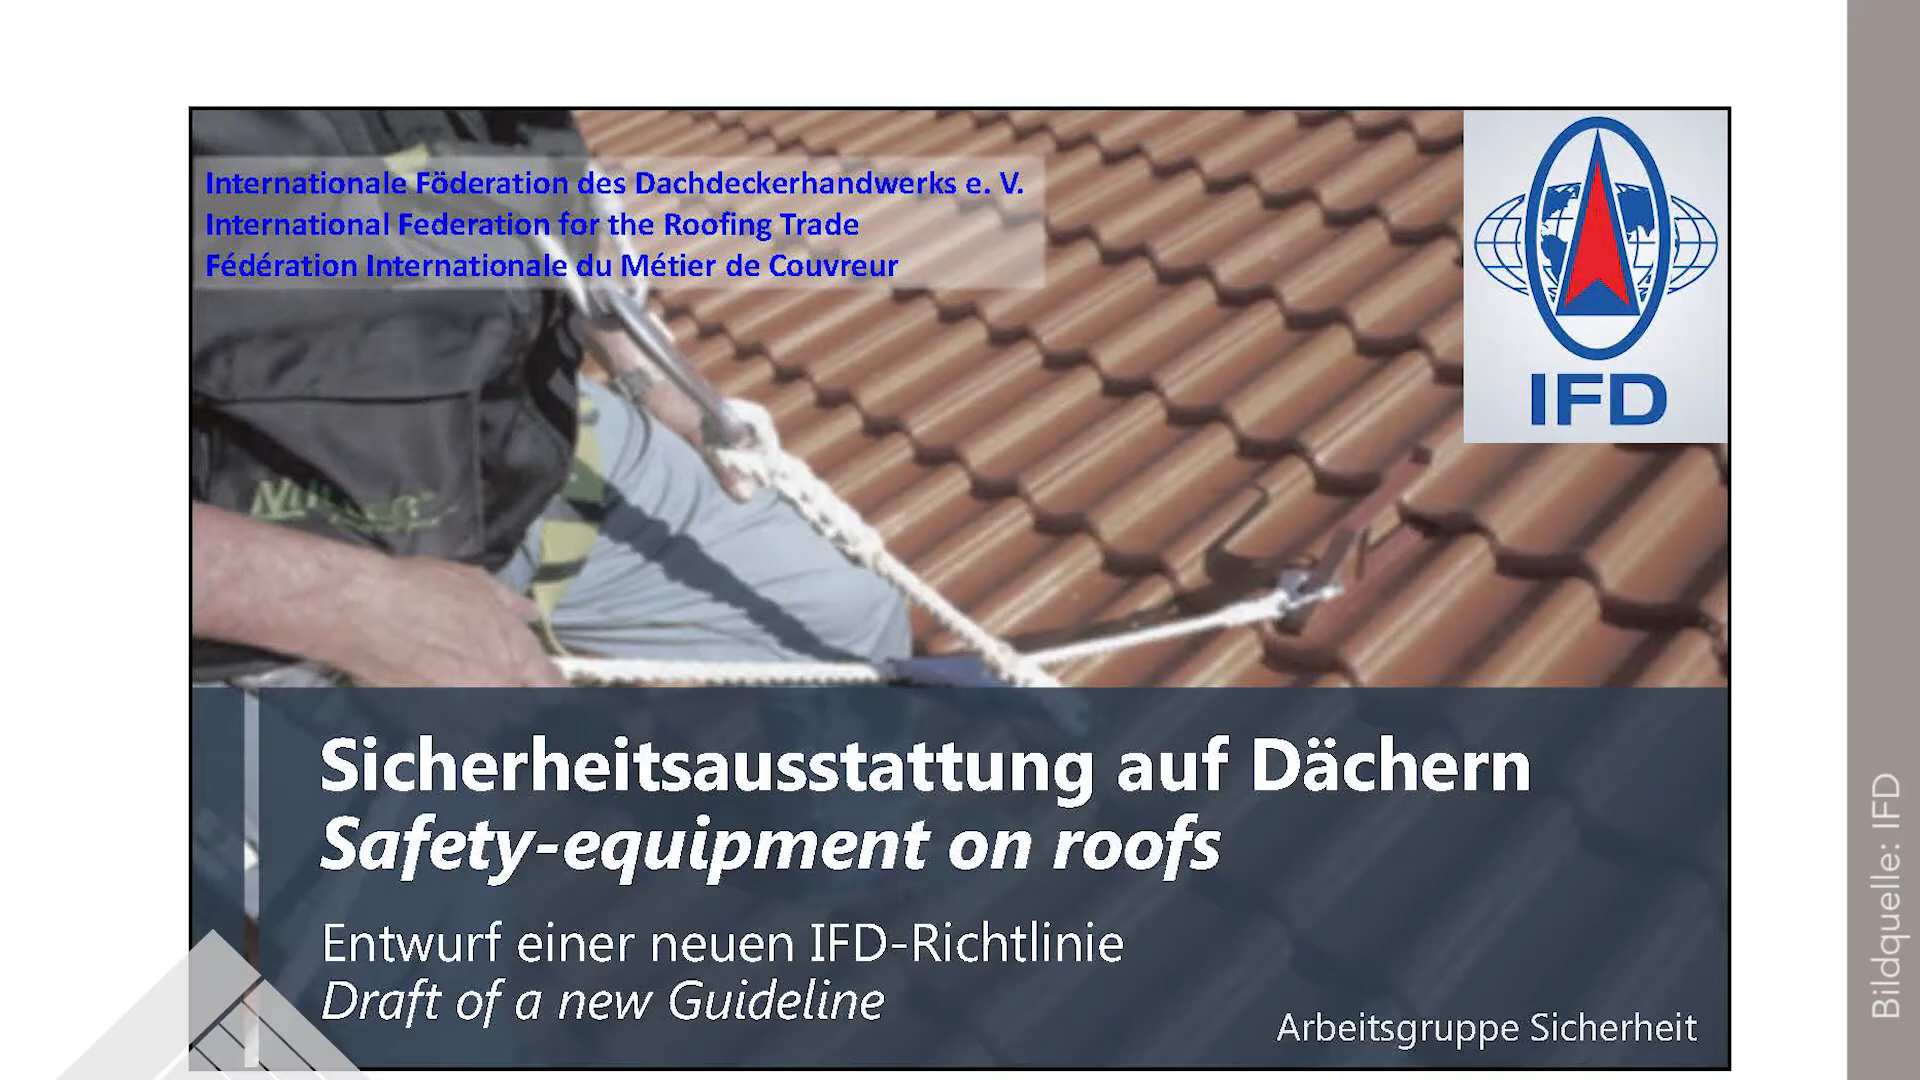 Internationale Föderation des Dachdeckerhandwerks e. V.
International Federation for the Roofing Trade
Fédération Internationale du Métier de Couvreur
IFD
Sicherheitsausstattung auf Dächern
Safety-equipment on roofs
Entwurf einer neuen IFD-Richtlinie
Draft of a new Guideline
Arbeitsgruppe Sicherheit
Bildquelle: IFD